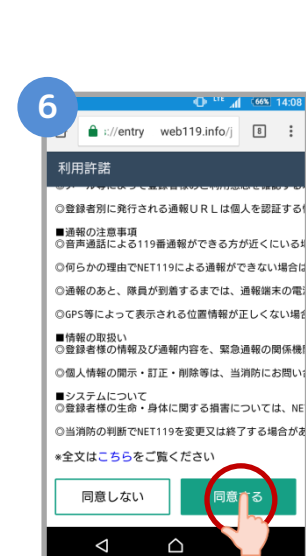 6
LTE 66% 14:08
://entry web119.info/j 8
利用許諾
◎登録者別に発行される通報ＵＲＬは個人を認証する
■通報の注意事項
◎音声通話による119番通報ができる方が近くにいる
◎何らかの理由でNET119による通報ができない場合は
◎通報のあと、隊員が到着するまでは、通報端末の電
◎GPS等によって表示される位置情報が正しくない場合
■情報の取扱い
◎登録者様の情報及び通報内容を、緊急通報の関係機
◎個人情報の開示・訂正・削除等は、当消防にお問い
■システムについて
◎登録者様の生命・身体に関する損害については、NE
◎当消防の判断でNET119を変更又は終了する場合が
※全文はこちらをご覧ください
同意しない 同意する